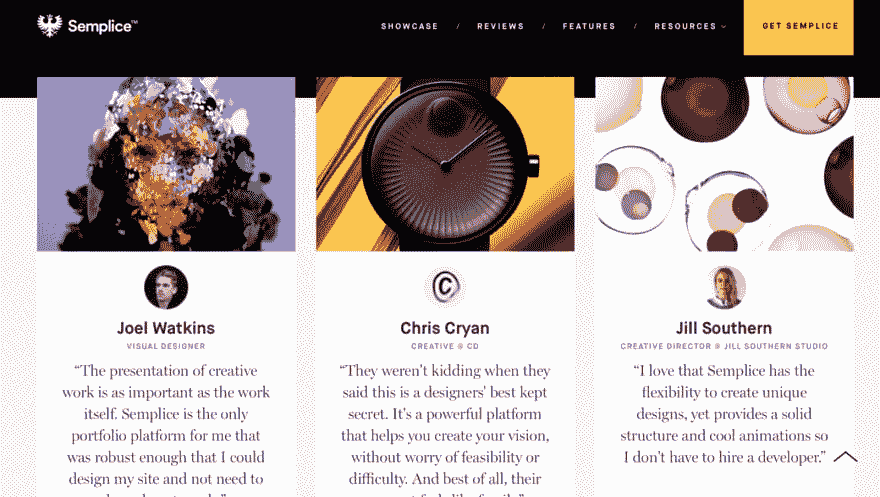 Semplice™
SHOWCASE / REVIEWS / FEATURES / RESOURCES
GET SEMPLICE
Joel Watkins
VISUAL DESIGNER
“The presentation of creative
work is as important as the work
itself. Semplice is the only
portfolio platform for me that
was robust enough that I could
design my site and not need to
Chris Cryan
CREATIVE @ CD
“They weren't kidding when they
said this is a designers' best kept
secret. It's a powerful platform
that helps you create your vision,
without worry of feasibility or
difficulty. And best of all, their
Jill Southern
CREATIVE DIRECTOR @ JILL SOUTHERN STUDIO
“I love that Semplice has the
flexibility to create unique
designs, yet provides a solid
structure and cool animations so
I don't have to hire a developer.”